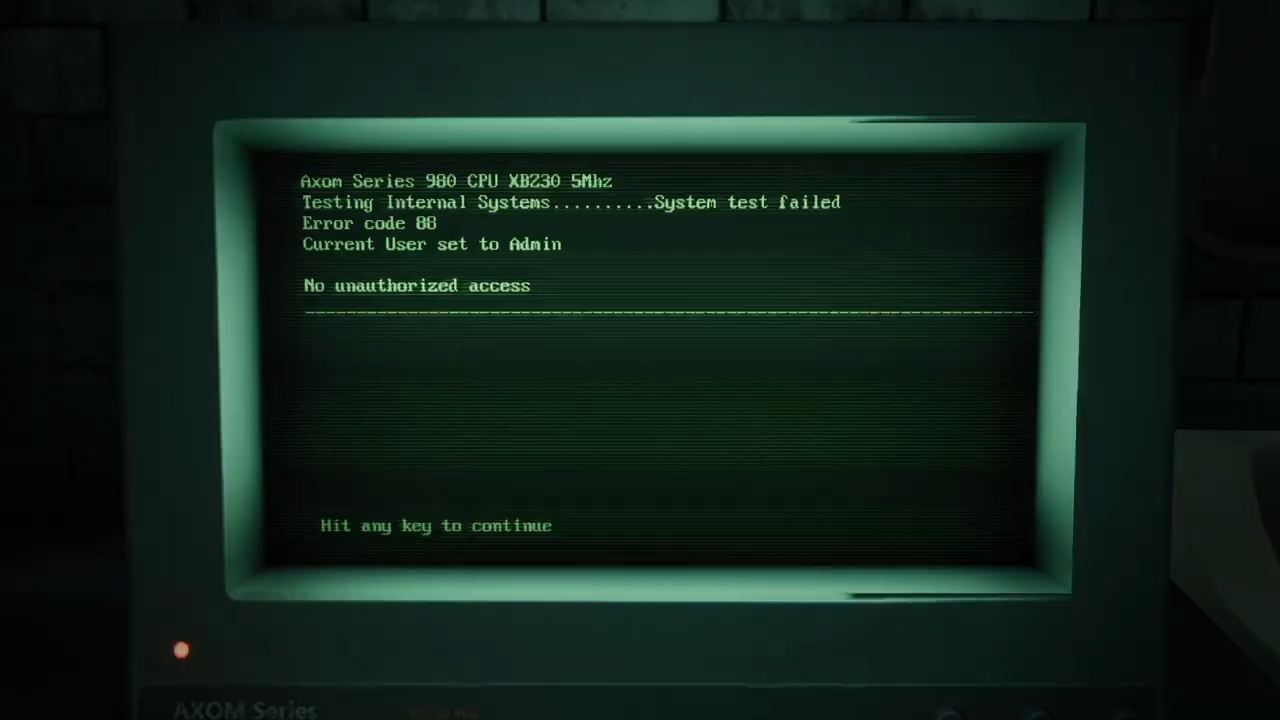 Axom Series 980 CPU XBZ30 5Mhz
Testing Internal Systems..........System test failed
Error code 88
Current User set to Admin
No unauthorized access
Hit any key to continue
AXOM Series